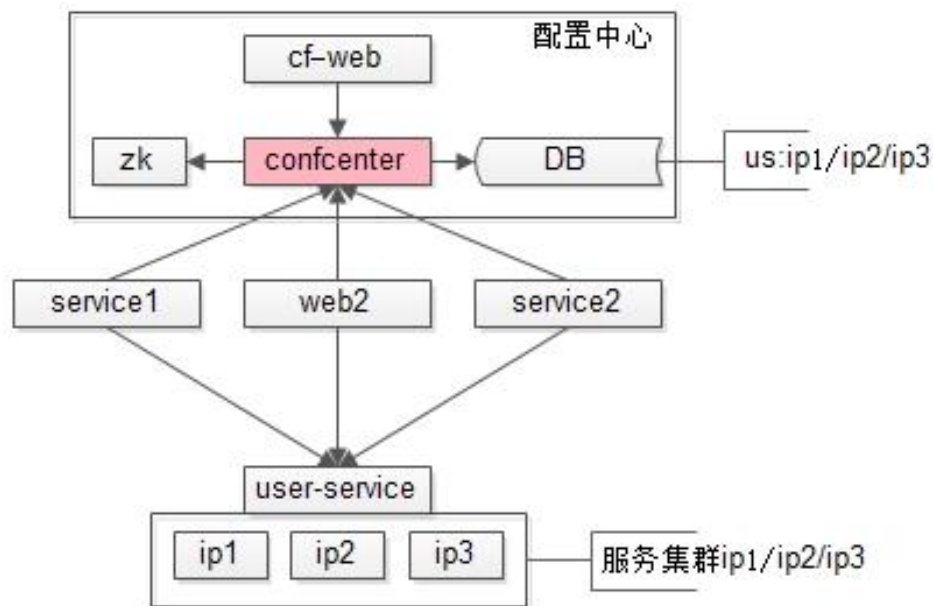 配置中心
cf-web
zk
confcenter
DB
us:ip1/ip2/ip3
service1
web2
service2
user-service
ip1
ip2
ip3
服务集群ip1/ip2/ip3